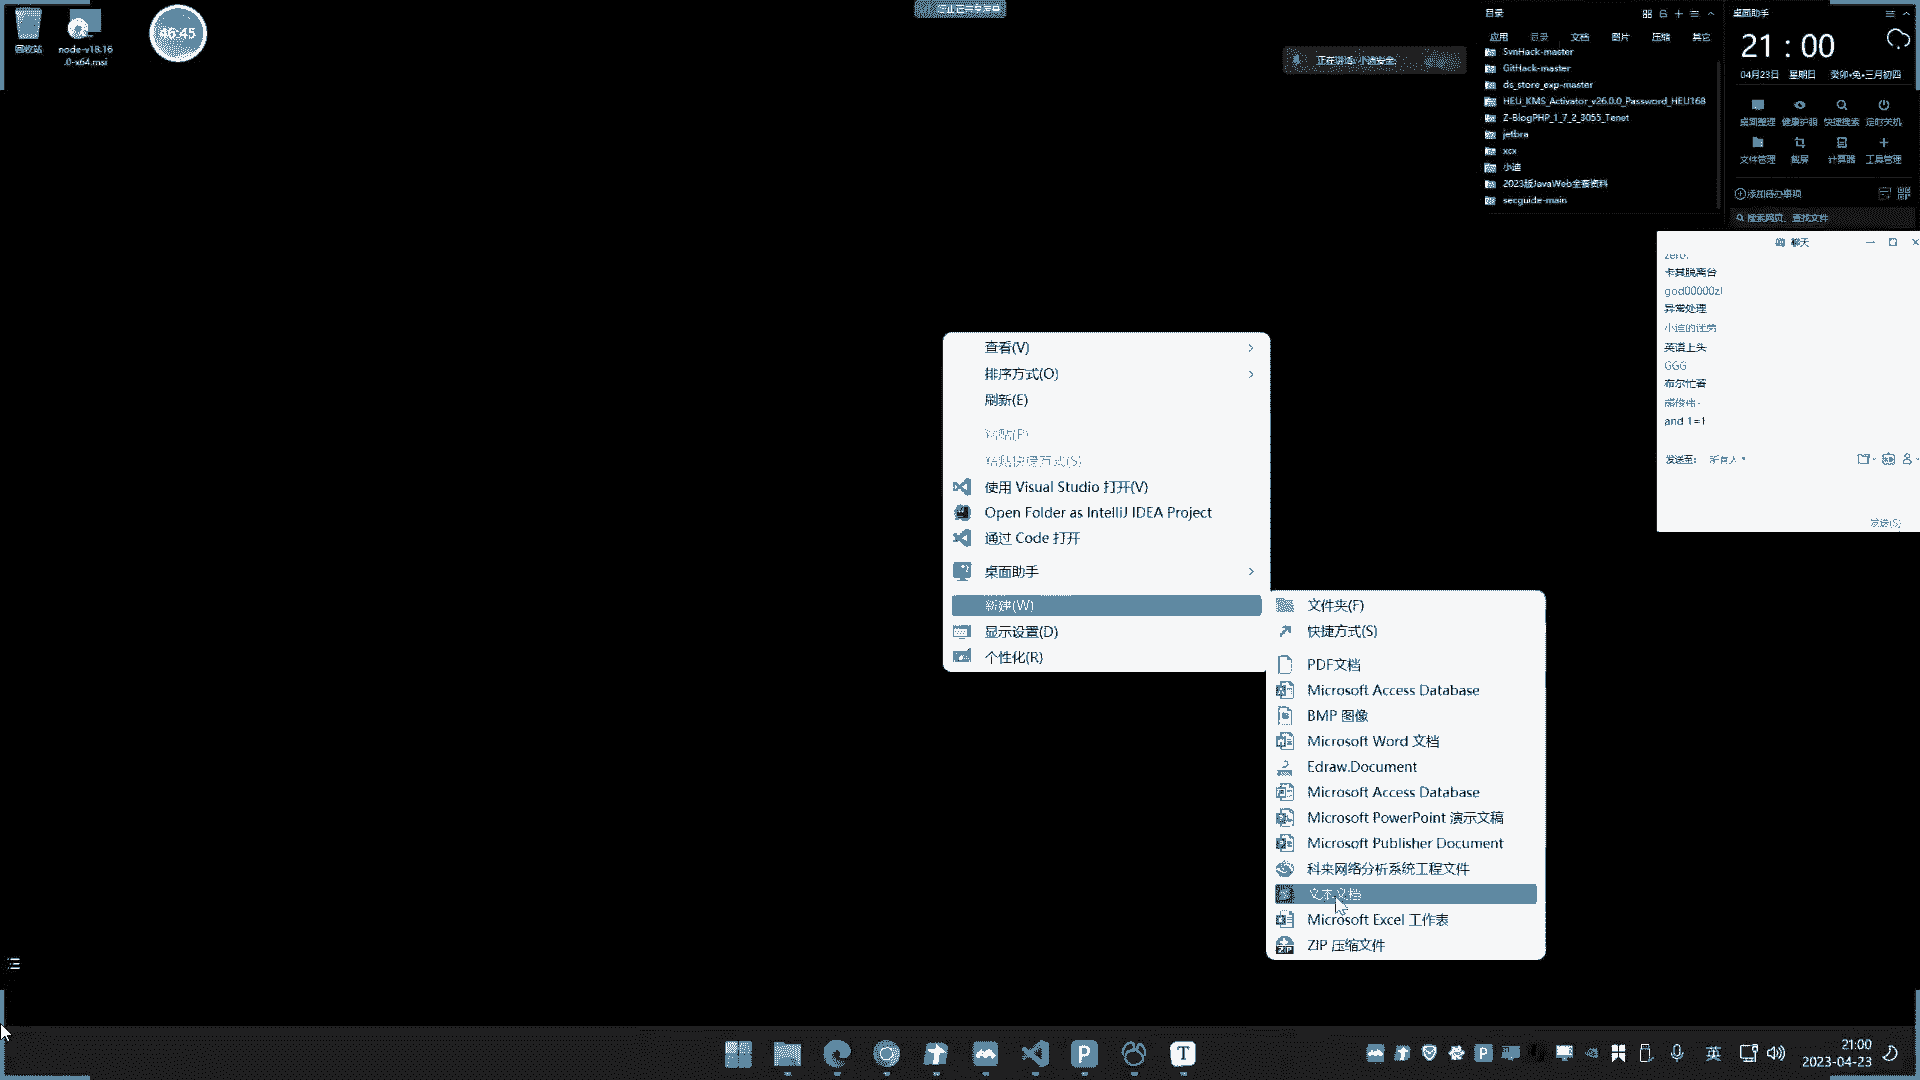 回收站
node-v18.16
.0-x64.msi
46:45
正在讲话: 小迪安全;
目录
应用 目录 文档 图片 压缩 其它
SvnHack-master
GitHack-master
ds_store_exp-master
HEU_KMS_Activator_v26.0.0_Password_HEU168
Z-BlogPHP_1_7_2_3055_Tenet
jetbra
xcx
小迪
2023版JavaWeb全套资料
secguide-main
桌面助手
21 : 00
04月23日 星期日 癸卯•兔•三月初四
桌面整理 健康护眼 快捷搜索 定时关机
文件管理 截屏 计算器 工具管理
添加待办事项
搜索网页、查找文件
聊天
zero.
卡其脱离台
god00000zl
异常处理
小迪的徒弟
英语上头
GGG
布尔忙著
and 1=1
发送至: 所有人
发送(S)
查看(V)
排序方式(O)
刷新(E)
粘贴(P)
粘贴快捷方式(S)
使用 Visual Studio 打开(V)
Open Folder as IntelliJ IDEA Project
通过 Code 打开
桌面助手
新建(W)
显示设置(D)
个性化(R)
文件夹(F)
快捷方式(S)
PDF文档
Microsoft Access Database
BMP 图像
Microsoft Word 文档
Edraw.Document
Microsoft Access Database
Microsoft PowerPoint 演示文稿
Microsoft Publisher Document
科来网络分析系统工程文件
文本文档
Microsoft Excel 工作表
ZIP 压缩文件
英
21:00
2023-04-23